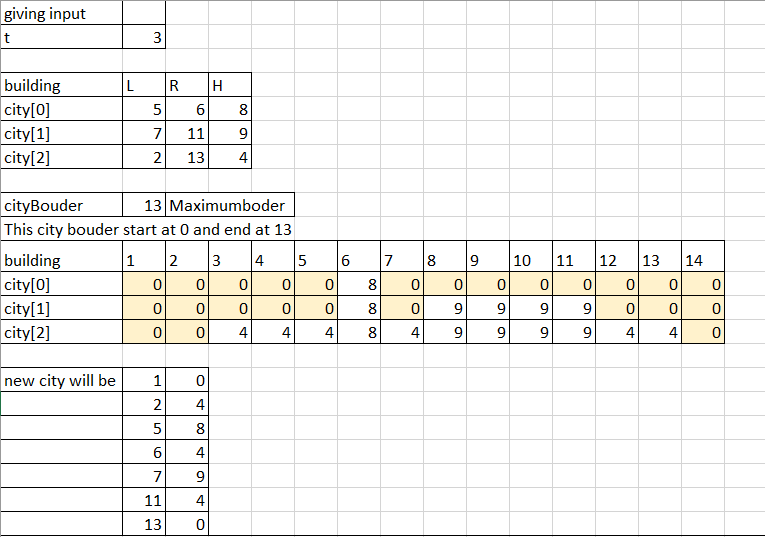 giving input
t 3
building L R H
city[0] 5 6 8
city[1] 7 11 9
city[2] 2 13 4
cityBouder 13 Maximumboder
This city bouder start at 0 and end at 13
building 1 2 3 4 5 6 7 8 9 10 11 12 13 14
city[0] 0 0 0 0 0 8 0 0 0 0 0 0 0 0
city[1] 0 0 0 0 0 8 0 9 9 9 9 0 0 0
city[2] 0 0 4 4 4 8 4 9 9 9 9 4 4 0
new city will be 1 0
2 4
5 8
6 4
7 9
11 4
13 0